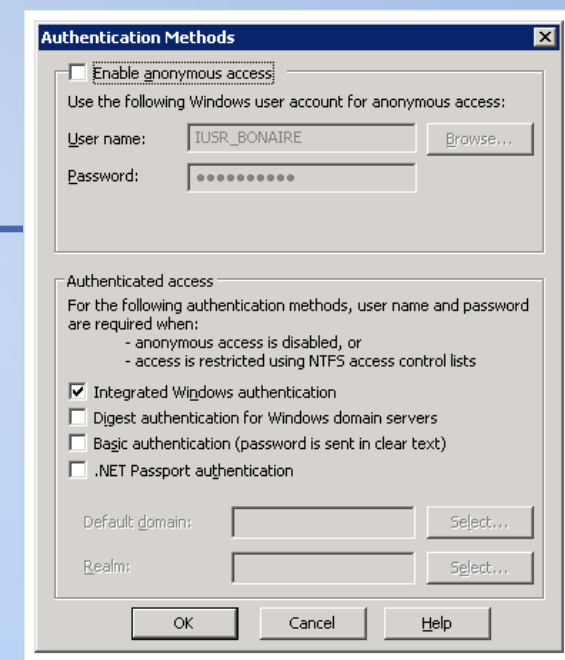 Authentication Methods
Enable anonymous access
Use the following Windows user account for anonymous access:
User name: IUSR_BONAIRE Browse...
Password: ●●●●●●●●●●
Authenticated access
For the following authentication methods, user name and password
are required when:
- anonymous access is disabled, or
- access is restricted using NTFS access control lists
Integrated Windows authentication
Digest authentication for Windows domain servers
Basic authentication (password is sent in clear text)
.NET Passport authentication
Default domain: Select...
Realm: Select...
OK Cancel Help